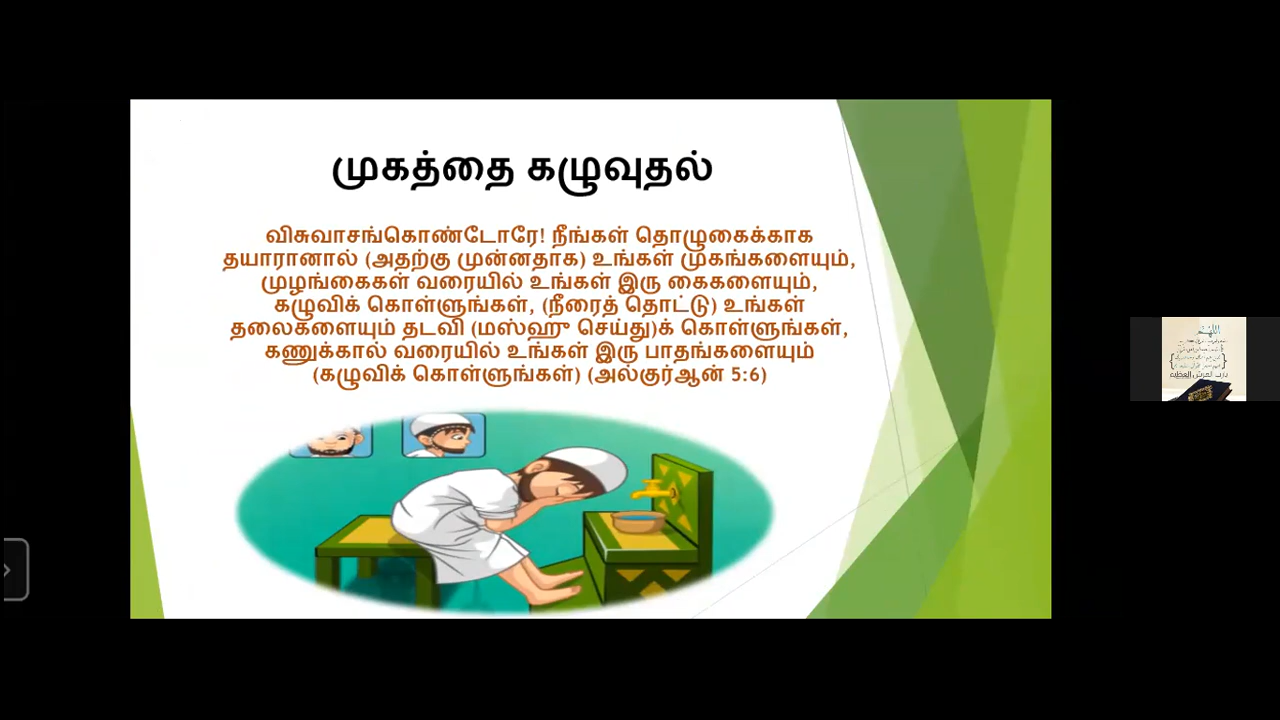 முகத்தை கழுவுதல்
விசுவாசங்கொண்டோரே! நீங்கள் தொழுகைக்காக
தயாரானால் (அதற்கு முன்னதாக) உங்கள் முகங்களையும்,
முழங்கைகள் வரையில் உங்கள் இரு கைகளையும்,
கழுவிக் கொள்ளுங்கள், (நீரைத் தொட்டு) உங்கள்
தலைகளையும் தடவி (மஸ்ஹு செய்து)க் கொள்ளுங்கள்,
கணுக்கால் வரையில் உங்கள் இரு பாதங்களையும்
(கழுவிக் கொள்ளுங்கள்) (அல்குர்ஆன் 5:6)
اللهم